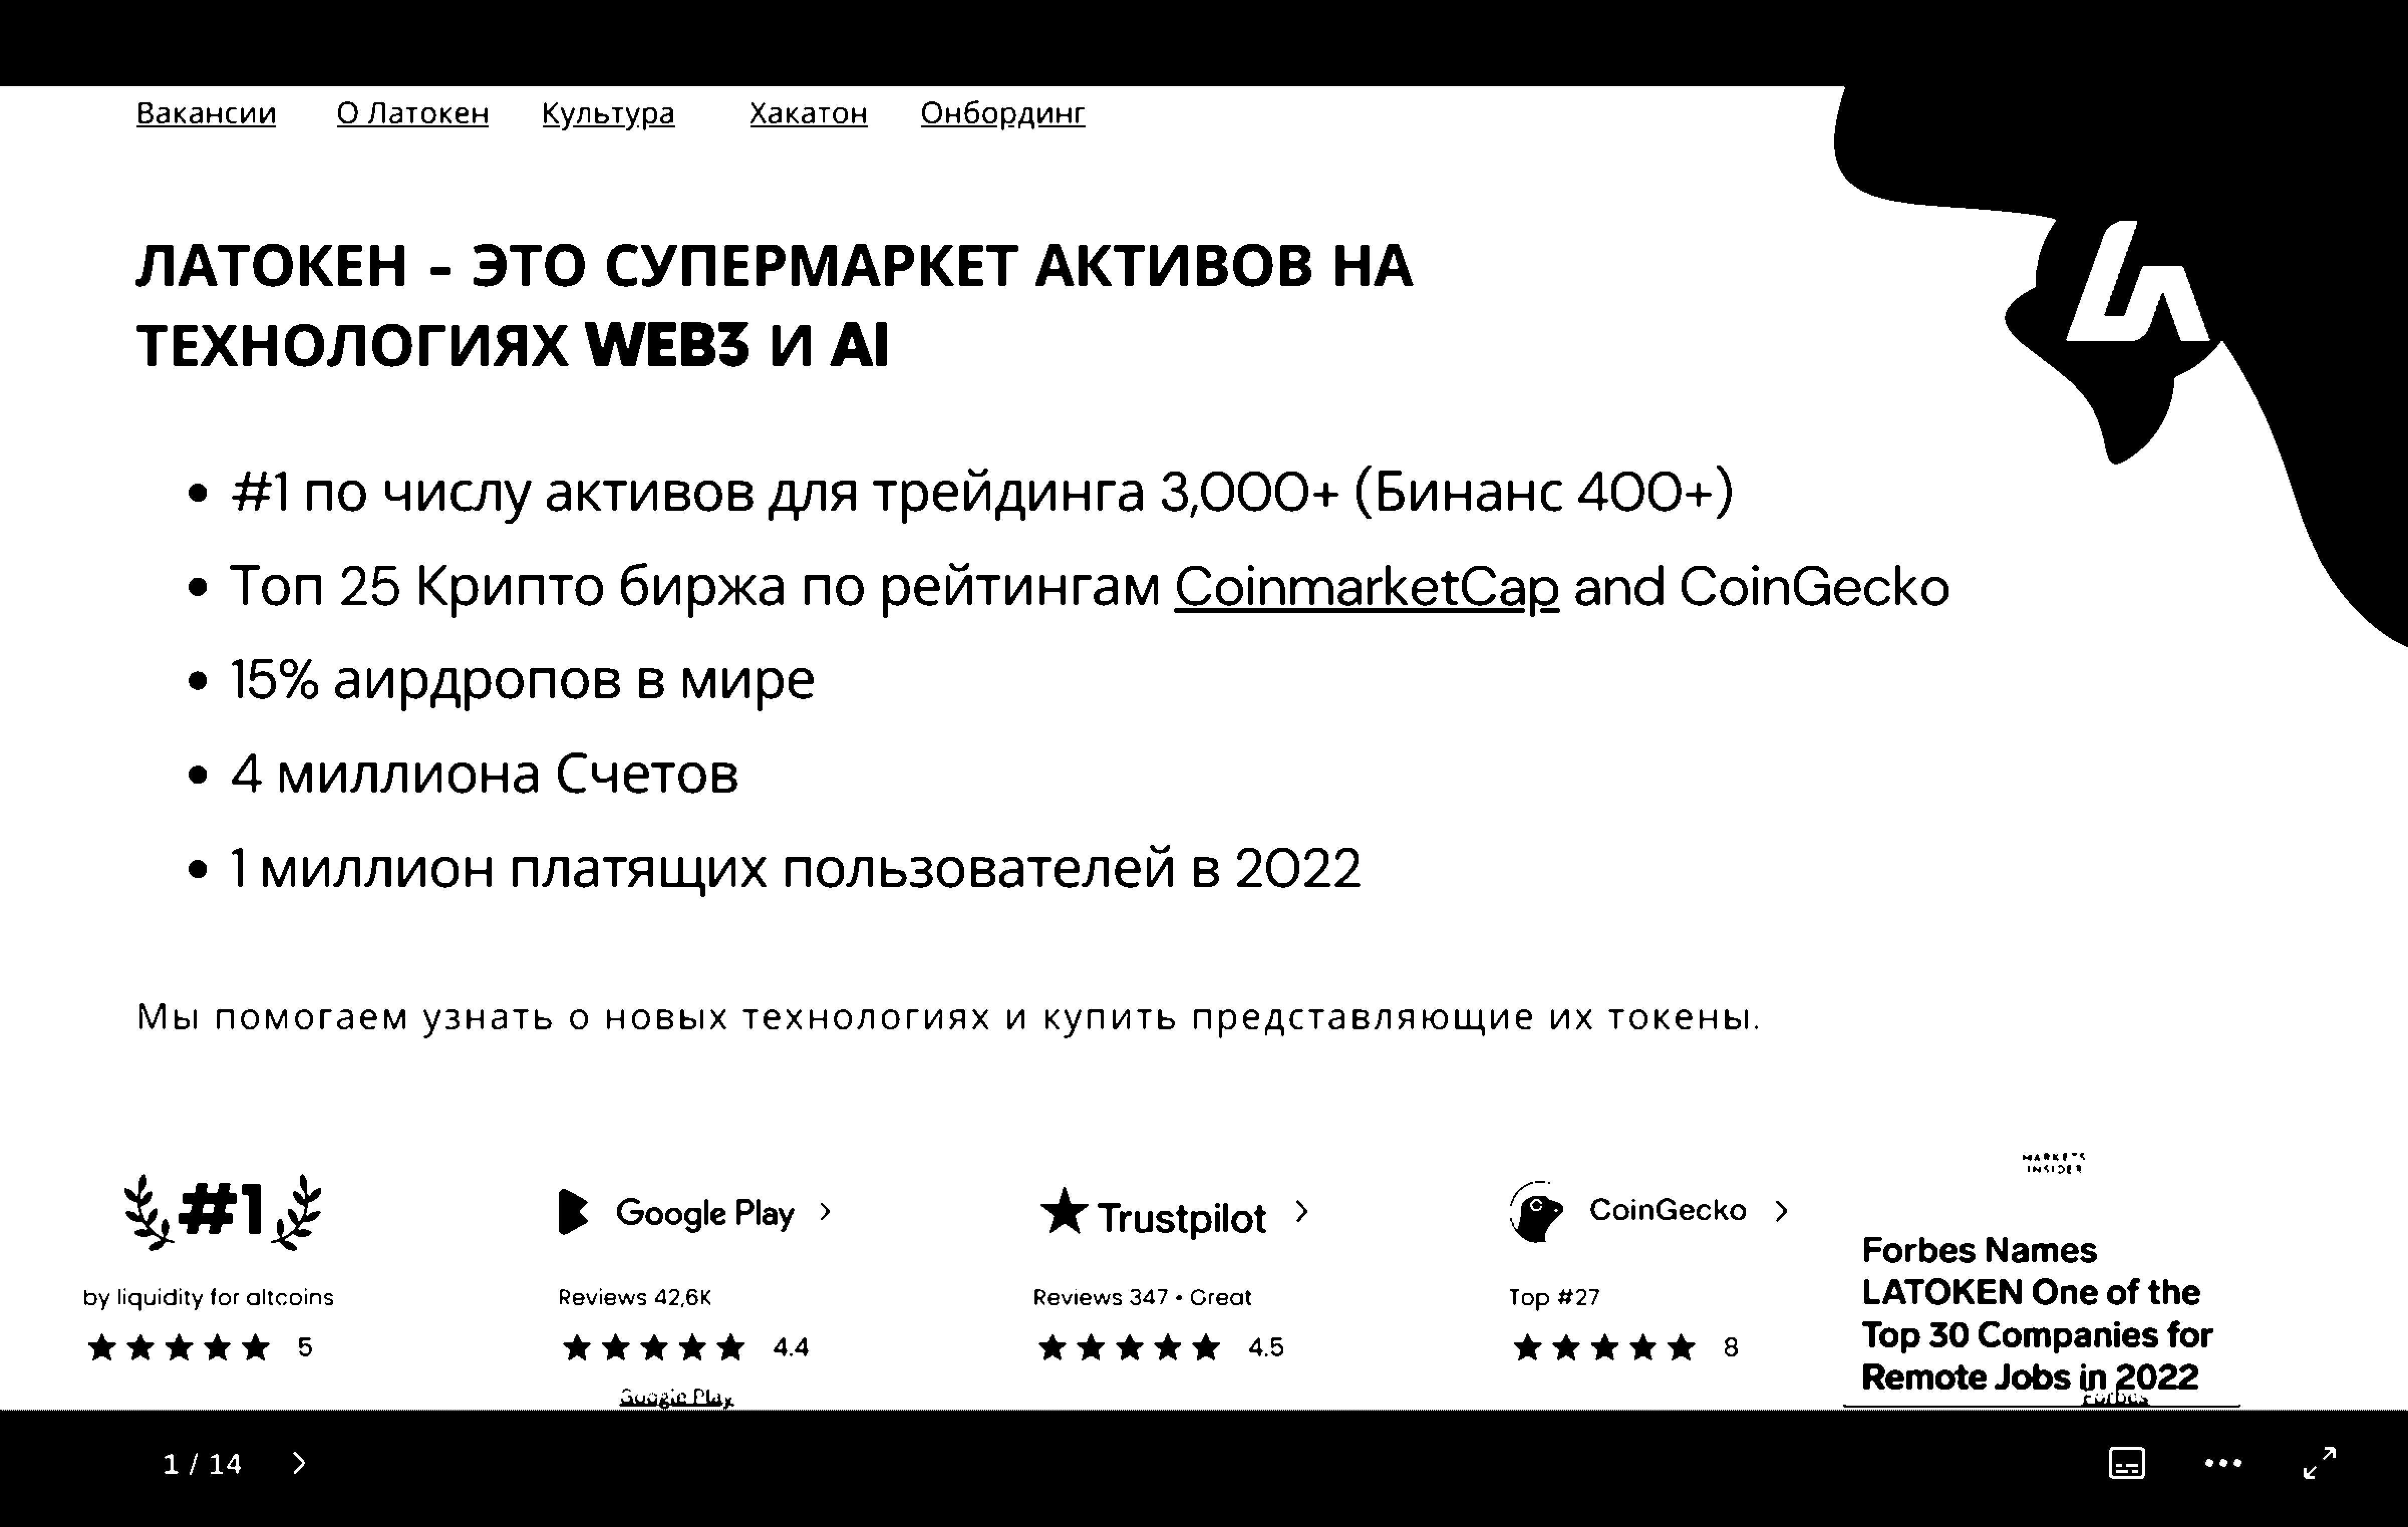 Вакансии О Латокен Культура Хакатон Онбординг
ЛАТОКЕН - ЭТО СУПЕРМАРКЕТ АКТИВОВ НА
ТЕХНОЛОГИЯХ WEB3 И AI
• #1 по числу активов для трейдинга 3,000+ (Бинанс 400+)
• Топ 25 Крипто биржа по рейтингам CoinmarketCap and CoinGecko
• 15% аирдропов в мире
• 4 миллиона Счетов
• 1 миллион платящих пользователей в 2022
Мы помогаем узнать о новых технологиях и купить представляющие их токены.
#1
by liquidity for altcoins
5
Google Play
Reviews 42,6K
4.4
Google Play
Trustpilot
Reviews 347 • Great
4.5
CoinGecko
Top #27
8
MARKETS
INSIDER
Forbes Names
LATOKEN One of the
Top 30 Companies for
Remote Jobs in 2022
Forbes
1 / 14